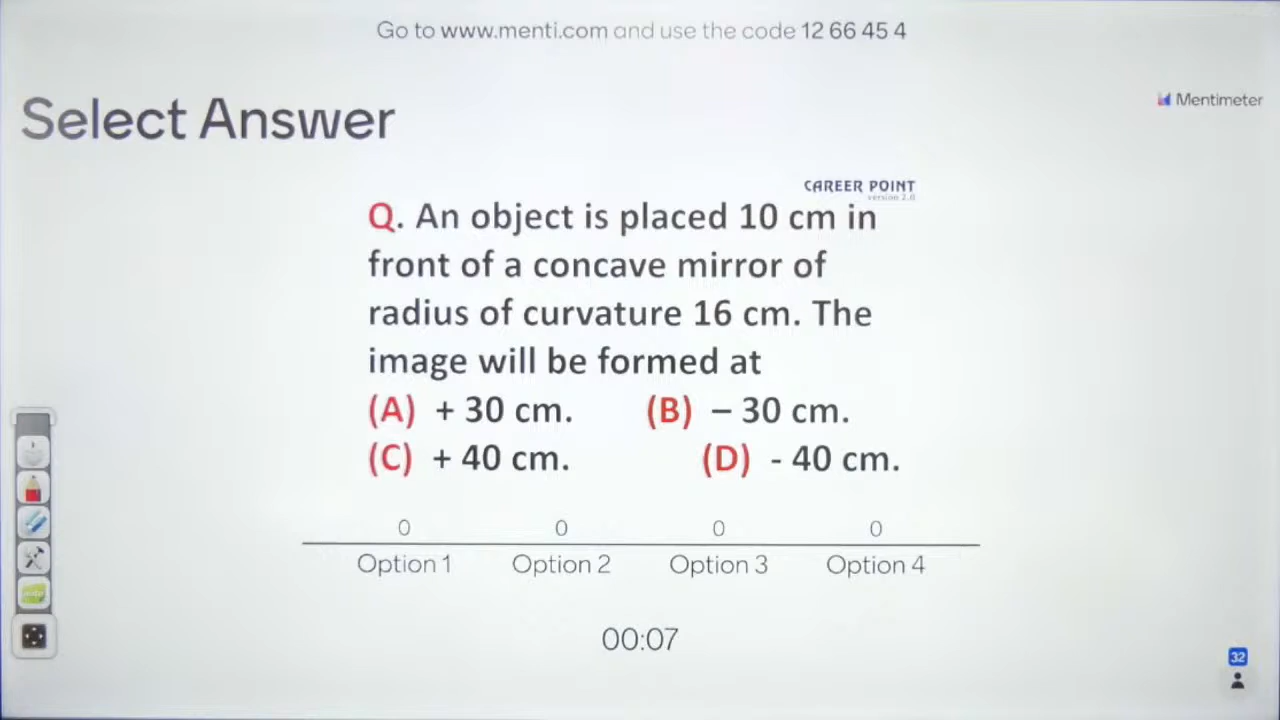 Go to www.menti.com and use the code 12 66 45 4
Mentimeter
Select Answer
CAREER POINT
version 2.0
Q. An object is placed 10 cm in
front of a concave mirror of
radius of curvature 16 cm. The
image will be formed at
(A) + 30 cm. (B) – 30 cm.
(C) + 40 cm. (D) - 40 cm.
0 0 0 0
Option 1 Option 2 Option 3 Option 4
00:07
32